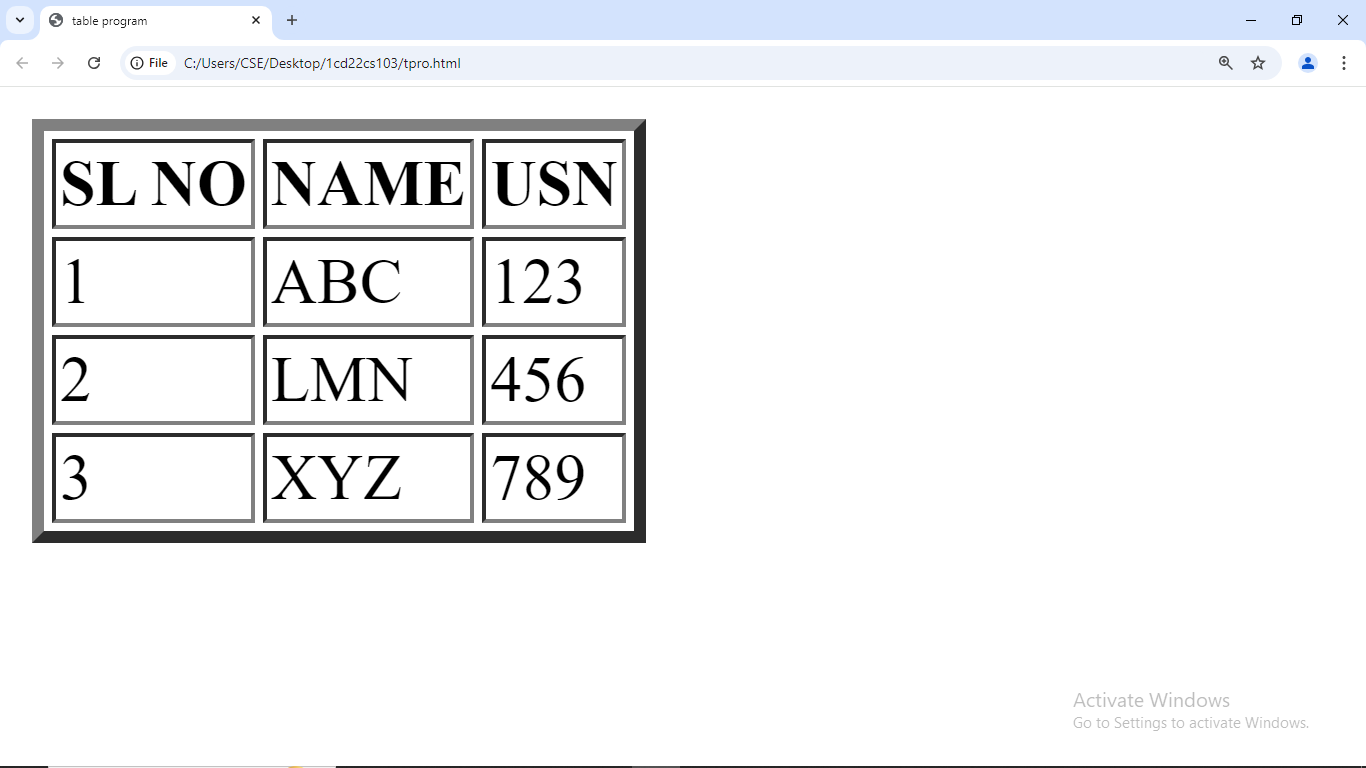 table program
File C:/Users/CSE/Desktop/1cd22cs103/tpro.html
SL NO NAME USN
1 ABC 123
2 LMN 456
3 XYZ 789
Activate Windows
Go to Settings to activate Windows.